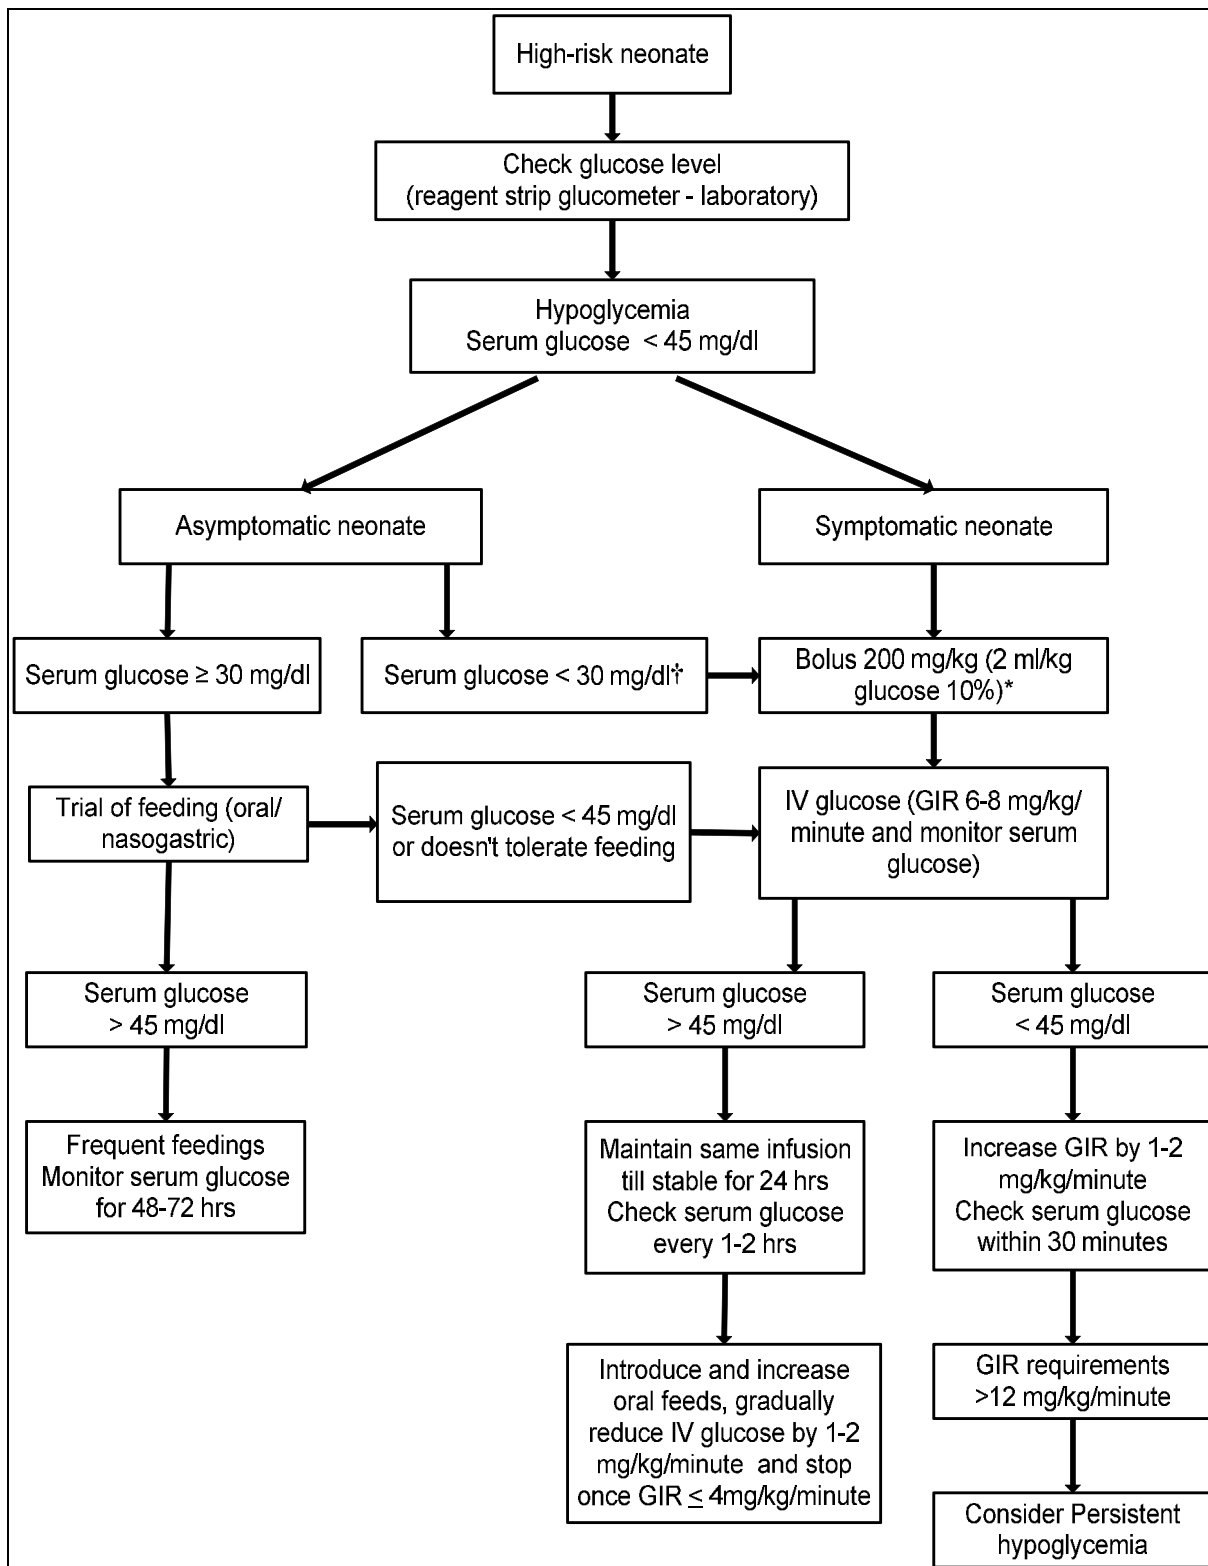 High-risk neonate
Check glucose level
(reagent strip glucometer - laboratory)
Hypoglycemia
Serum glucose < 45 mg/dl
Asymptomatic neonate
Symptomatic neonate
Serum glucose ≥ 30 mg/dl
Serum glucose < 30 mg/dl†
Bolus 200 mg/kg (2 ml/kg
glucose 10%)*
Trial of feeding (oral/
nasogastric)
Serum glucose < 45 mg/dl
or doesn't tolerate feeding
IV glucose (GIR 6-8 mg/kg/
minute and monitor serum
glucose)
Serum glucose
> 45 mg/dl
Serum glucose
> 45 mg/dl
Serum glucose
< 45 mg/dl
Frequent feedings
Monitor serum glucose
for 48-72 hrs
Maintain same infusion
till stable for 24 hrs
Check serum glucose
every 1-2 hrs
Increase GIR by 1-2
mg/kg/minute
Check serum glucose
within 30 minutes
Introduce and increase
oral feeds, gradually
reduce IV glucose by 1-2
mg/kg/minute and stop
once GIR ≤ 4mg/kg/minute
GIR requirements
>12 mg/kg/minute
Consider Persistent
hypoglycemia